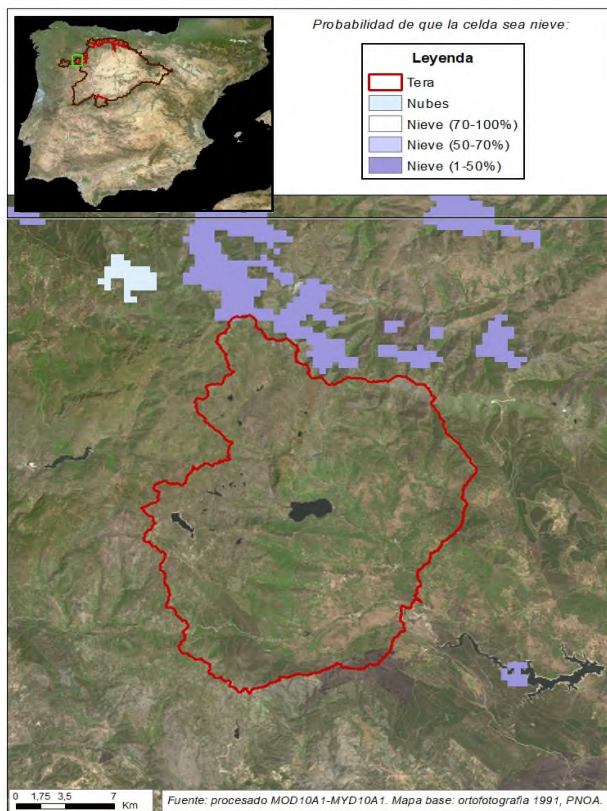 Probabilidad de que la celda sea nieve:
Leyenda
Tera
Nubes
Nieve (70-100%)
Nieve (50-70%)
Nieve (1-50%)
0 1,75 3,5 7
Km
Fuente: procesado MOD10A1-MYD10A1. Mapa base: ortofotografia 1991, PNOA